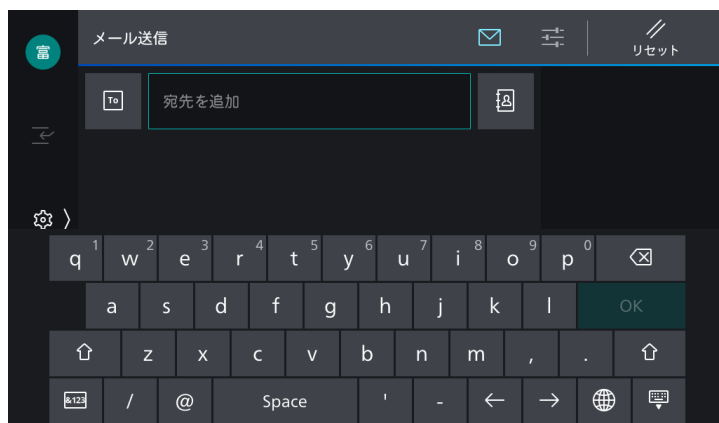 富
メール送信
リセット
To
宛先を追加
q 1 w 2 e 3 r 4 t 5 y 6 u 7 i 8 o 9 p 0
a s d f g h j k l OK
z x c v b n m , .
&123 / @ Space ' -